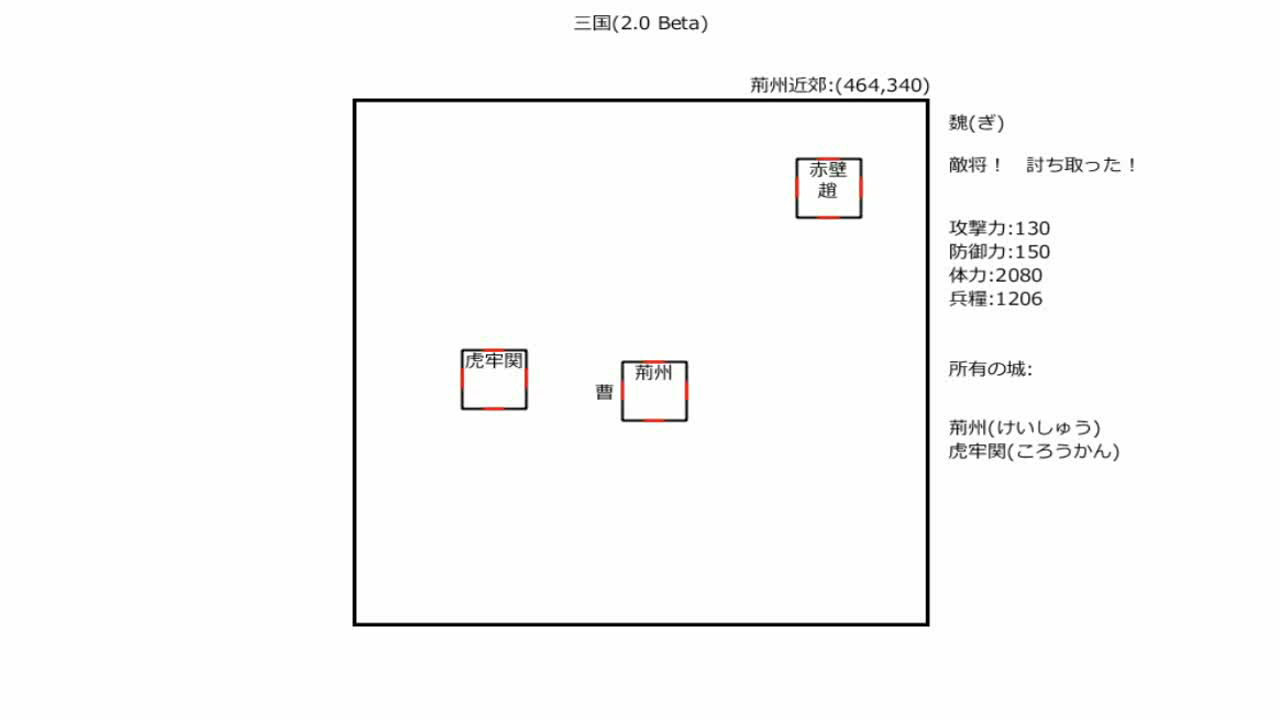 三国(2.0 Beta)
荊州近郊:(464,340)
魏(ぎ)
敵将！　討ち取った！
赤壁
趙
攻撃力:130
防御力:150
体力:2080
兵糧:1206
虎牢関
荊州
曹
所有の城:
荊州(けいしゅう)
虎牢関(ころうかん)